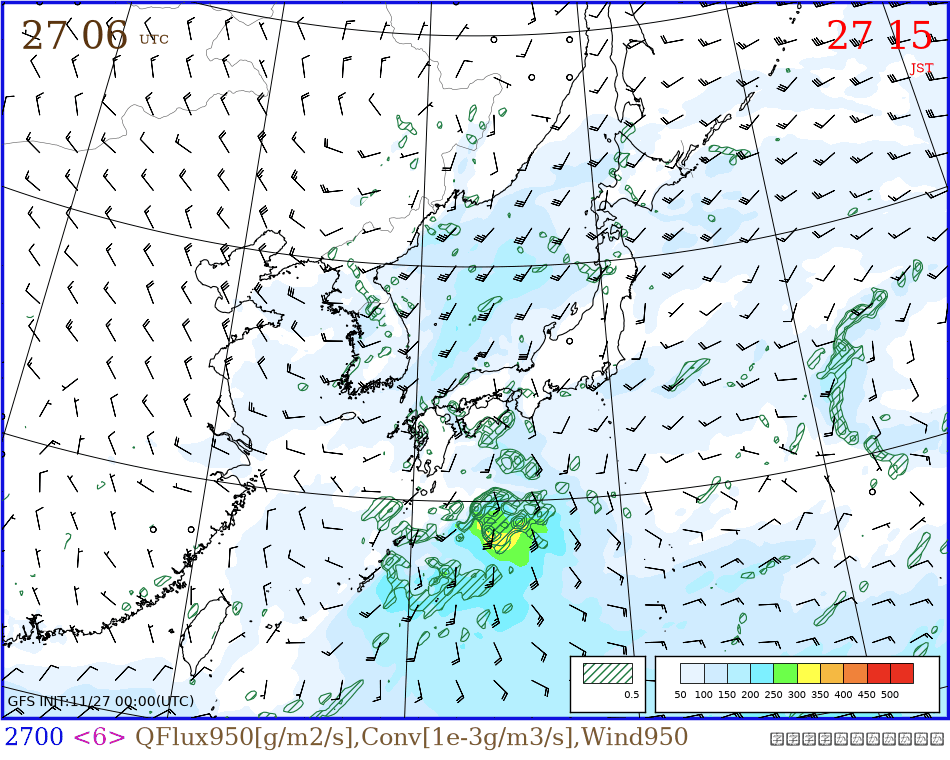 27 06 UTC
27 15
JST
0.5
50 100 150 200 250 300 350 400 450 500
GFS INIT:11/27 00:00(UTC)
2700 <6> QFlux950[g/m2/s],Conv[1e-3g/m3/s],Wind950